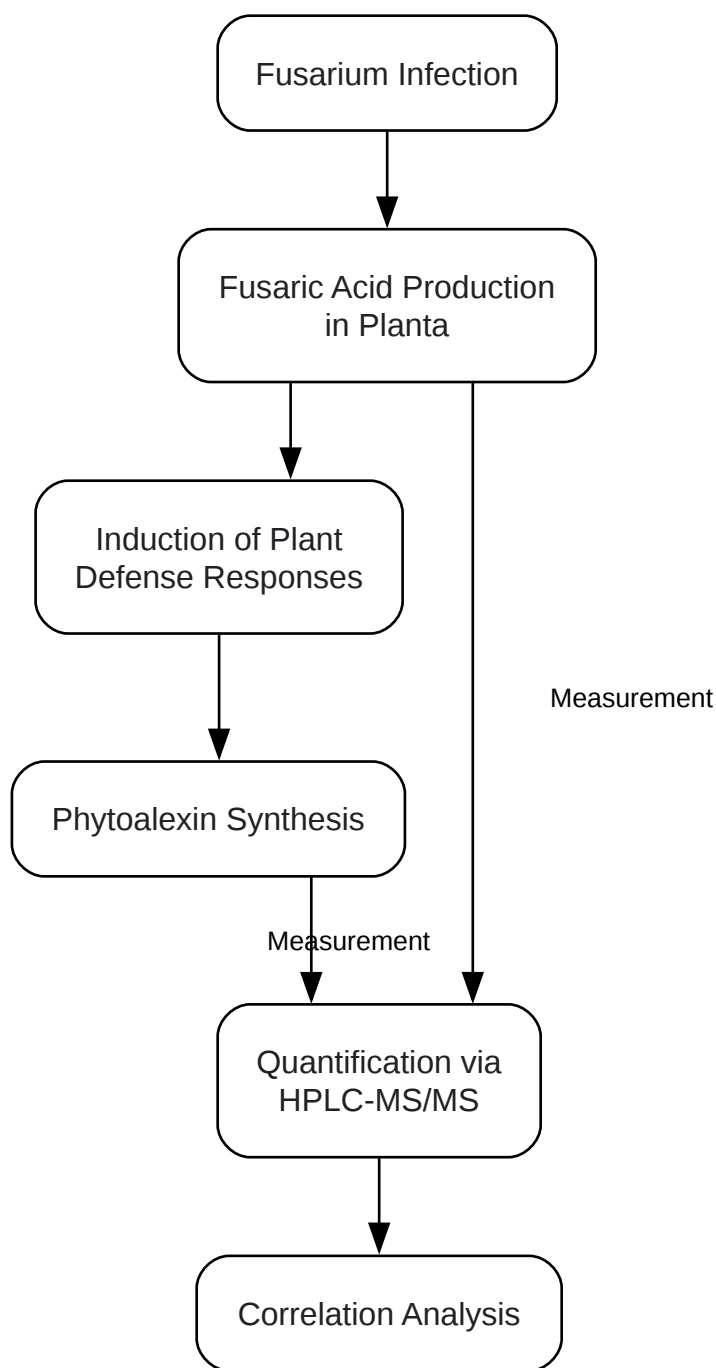 Fusarium Infection
Fusaric Acid Production
in Planta
Induction of Plant
Defense Responses
Measurement
Phytoalexin Synthesis
Measurement
Quantification via
HPLC-MS/MS
Correlation Analysis